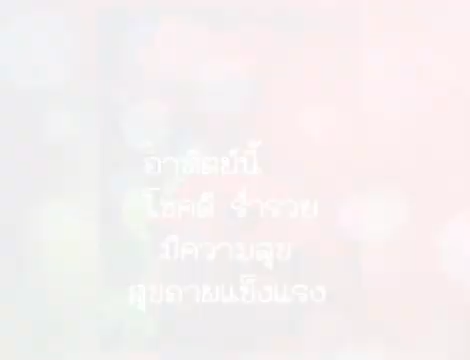 อาทิตย์นี้
โชคดี ร่ำรวย
มีความสุข
สุขภาพแข็งแรง